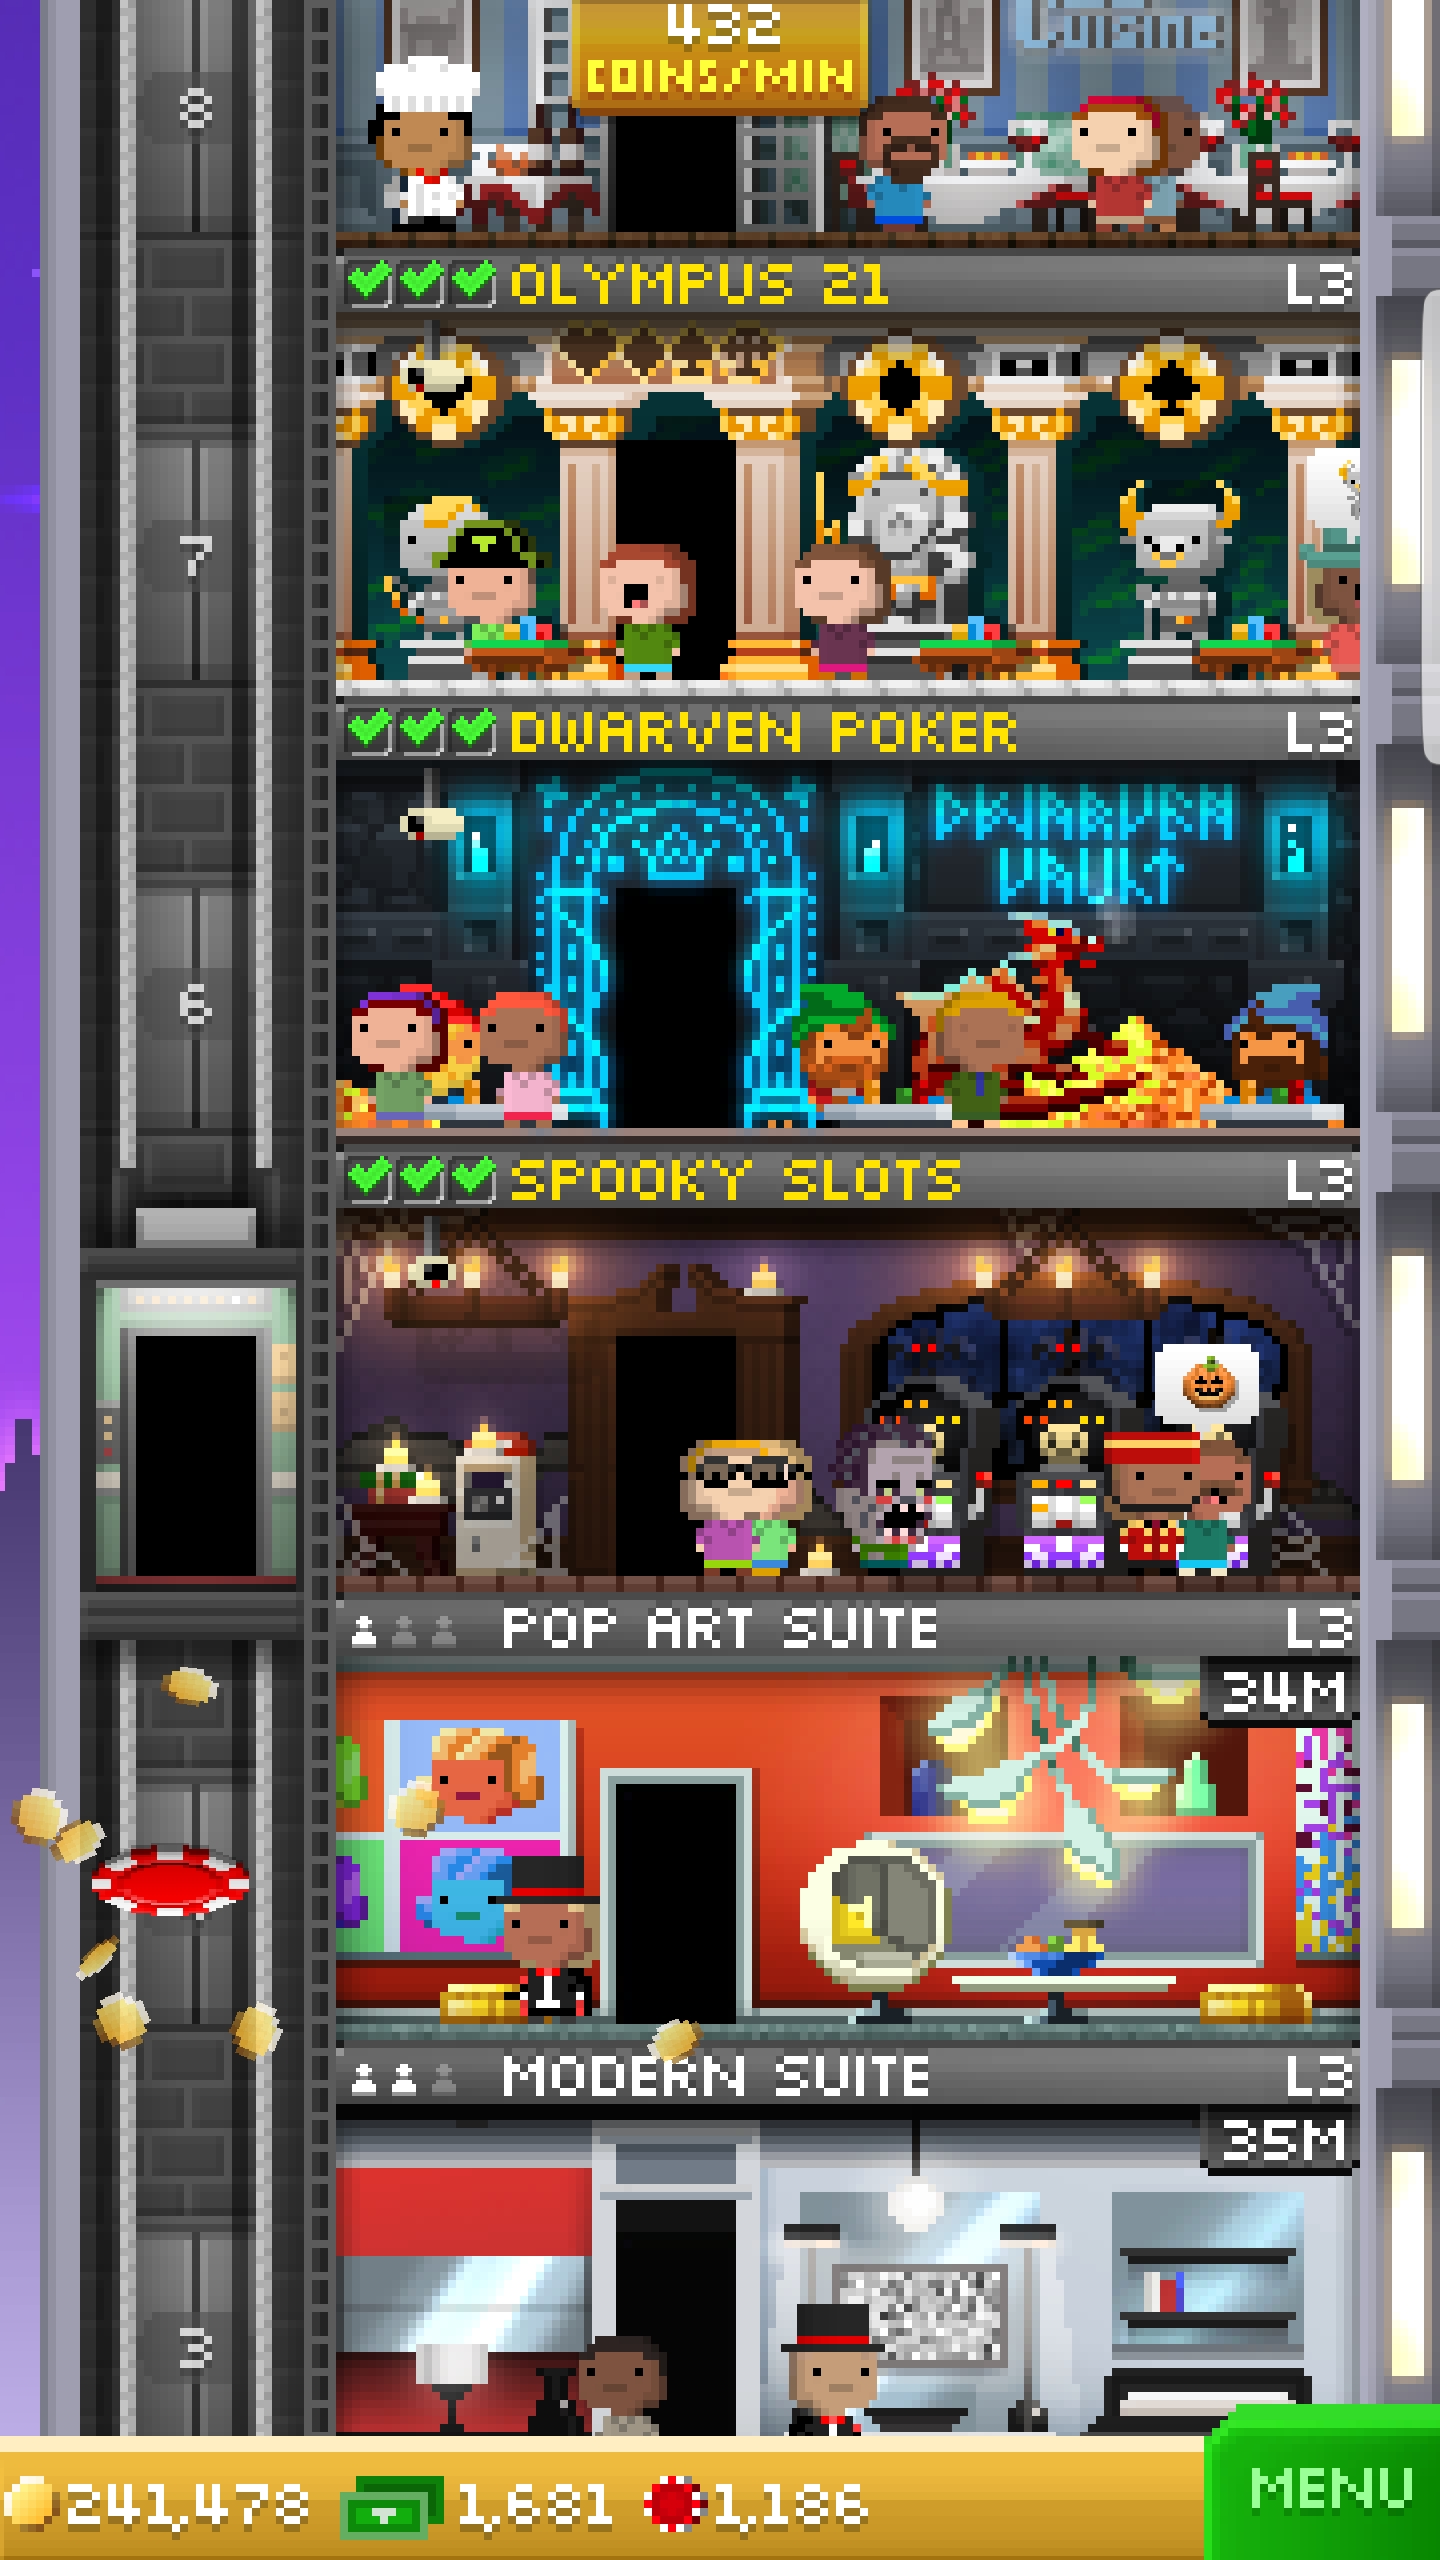 Cuisine
432
COINS/MIN
8
OLYMPUS 21 L3
7
DWARVEN POKER L3
DWARVEN
VAULT
6
SPOOKY SLOTS L3
POP ART SUITE L3
34M
MODERN SUITE L3
35M
3
241,478 1,681 1,186
MENU